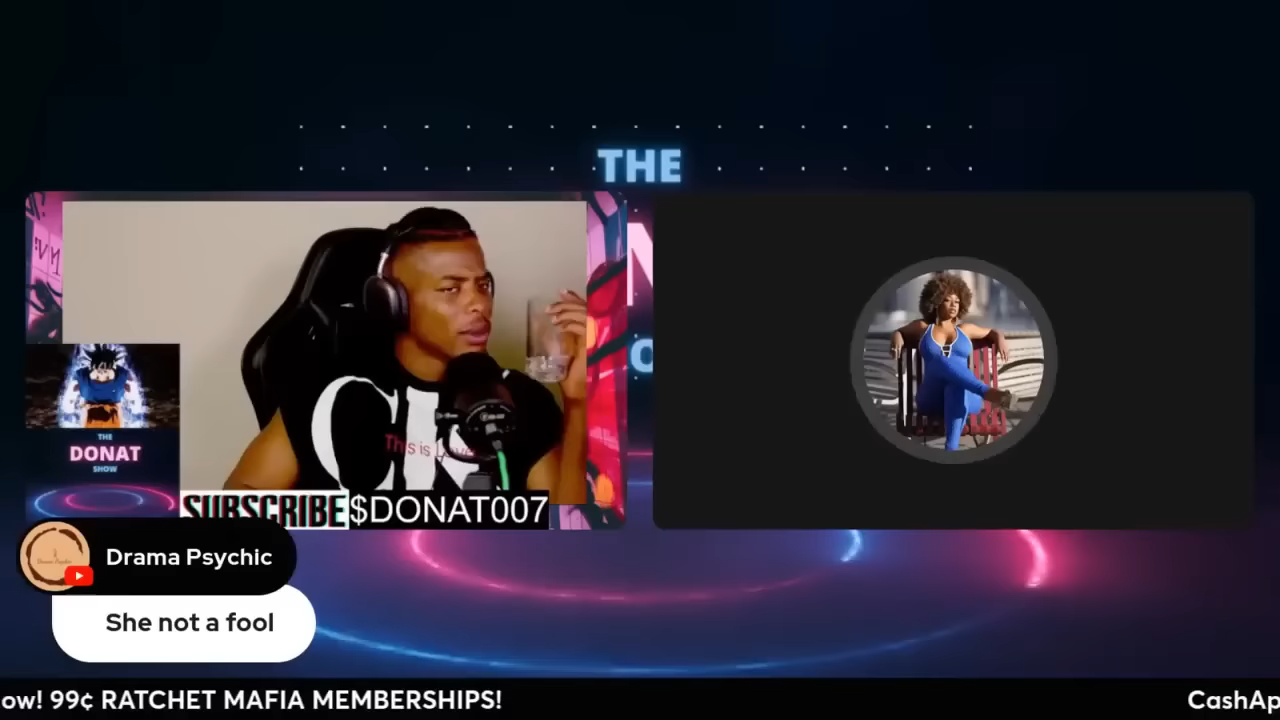 THE
THE
DONAT
SHOW
This is Love
SUBSCRIBE $DONAT007
Drama Psychic
She not a fool
ow! 99¢ RATCHET MAFIA MEMBERSHIPS!
CashAp